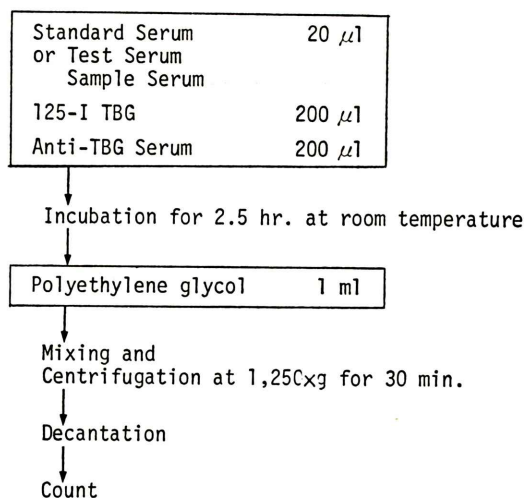 Standard Serum 20 μl
or Test Serum
Sample Serum
125-I TBG 200 μl
Anti-TBG Serum 200 μl
Incubation for 2.5 hr. at room temperature
Polyethylene glycol 1 ml
Mixing and
Centrifugation at 1,250xg for 30 min.
Decantation
Count